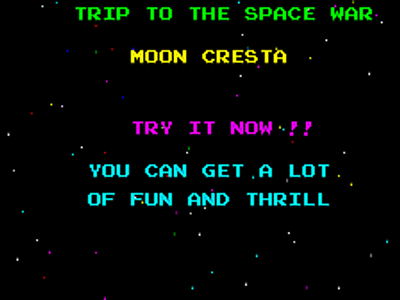 TRIP TO THE SPACE WAR
MOON CRESTA
TRY IT NOW !!
YOU CAN GET A LOT
OF FUN AND THRILL